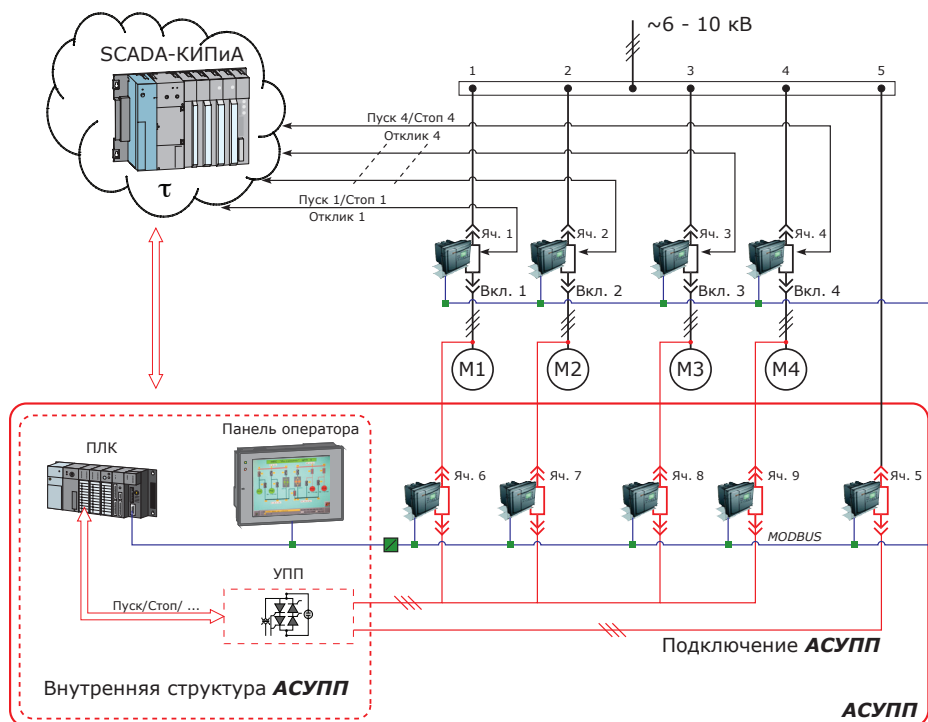 ~6 - 10 кВ
SCADA-КИПиА
1 2 3 4 5
Пуск 4/Стоп 4
Отклик 4
τ
Пуск 1/Стоп 1
Отклик 1
Яч. 1 Яч. 2 Яч. 3 Яч. 4
Вкл. 1 Вкл. 2 Вкл. 3 Вкл. 4
М1 М2 М3 М4
ПЛК
Панель оператора
Яч. 6 Яч. 7 Яч. 8 Яч. 9 Яч. 5
MODBUS
УПП
Пуск/Стоп/ ...
Подключение АСУПП
Внутренняя структура АСУПП
АСУПП